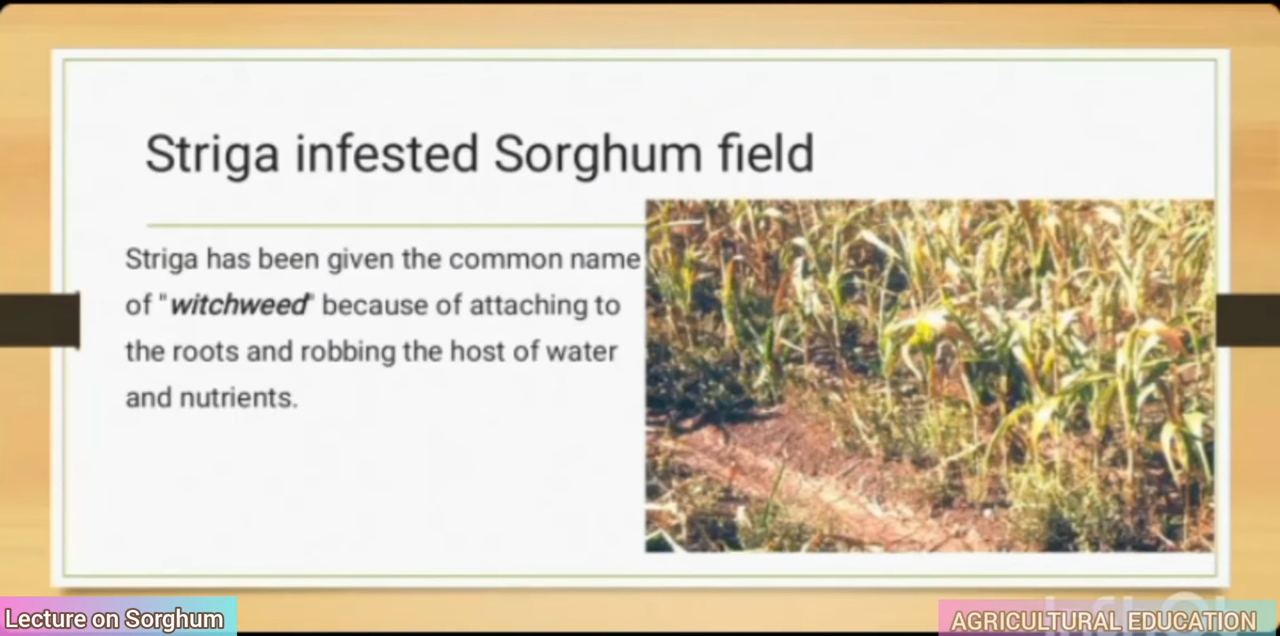 Striga infested Sorghum field
Striga has been given the common name
of "witchweed" because of attaching to
the roots and robbing the host of water
and nutrients.
Lecture on Sorghum
AGRICULTURAL EDUCATION